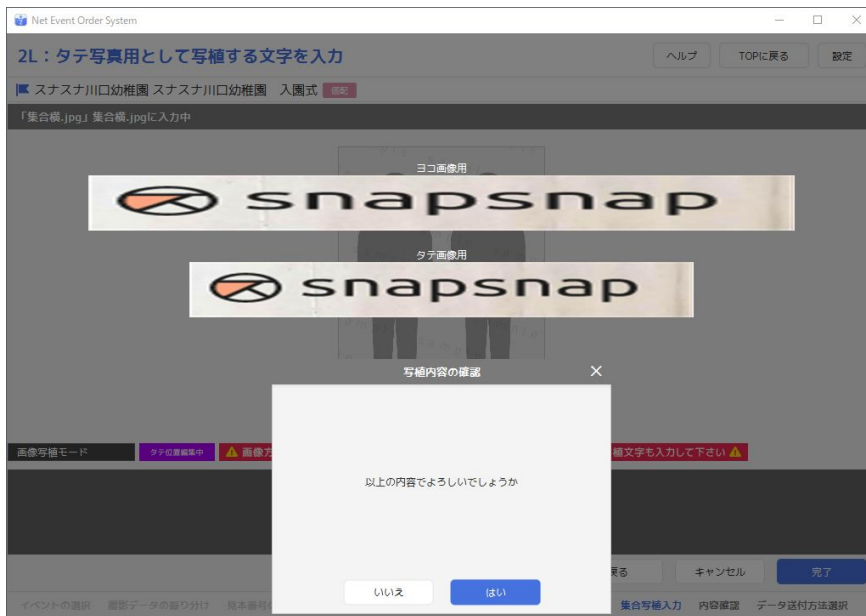 Net Event Order System
2L：タテ写真用として写植する文字を入力
ヘルプ
TOPに戻る
設定
スナスナ川口幼稚園 スナスナ川口幼稚園　入園式
「集合横.jpg」集合横.jpgに入力中
ヨコ画像用
snapsnap
タテ画像用
snapsnap
写植内容の確認
画像写植モード
タテ位置編集中
画像方
植文字も入力して下さい
以上の内容でよろしいでしょうか
戻る
キャンセル
完了
いいえ
はい
イベントの選択
撮影データの振り分け
見本番号
集合写植入力
内容確認
データ送付方法選択